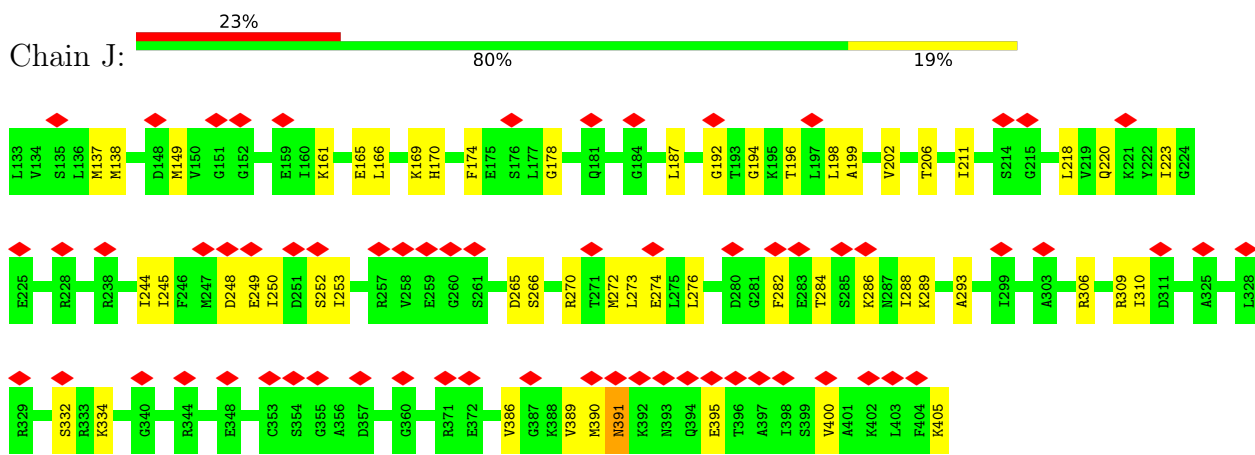 23%
Chain J:
80%
19%
L133 V134 S135 L136 M137 M138 D148 M149 V150 G151 G152 E159 I160 K161 E165 L166 K169 H170 F174 E175 S176 L177 G178 Q181 G184 L187 G192 T193 G194 K195 T196 L197 L198 A199 V202 T206 I211 S214 G215 L218 V219 Q220 K221 Y222 I223 G224
E225 R228 R238 I244 I245 F246 M247 D248 E249 I250 D251 S252 I253 R257 V258 E259 G260 S261 D265 S266 R270 T271 M272 L273 E274 L275 L276 D280 G281 F282 E283 T284 S285 K286 N287 I288 K289 A293 I299 A303 R306 R309 I310 D311 A325 L328
R329 S332 R333 K334 G340 R344 E348 C353 S354 G355 A356 D357 G360 R371 E372 V386 G387 K388 V389 M390 N391 K392 N393 Q394 E395 T396 A397 I398 S399 V400 A401 K402 L403 F404 K405